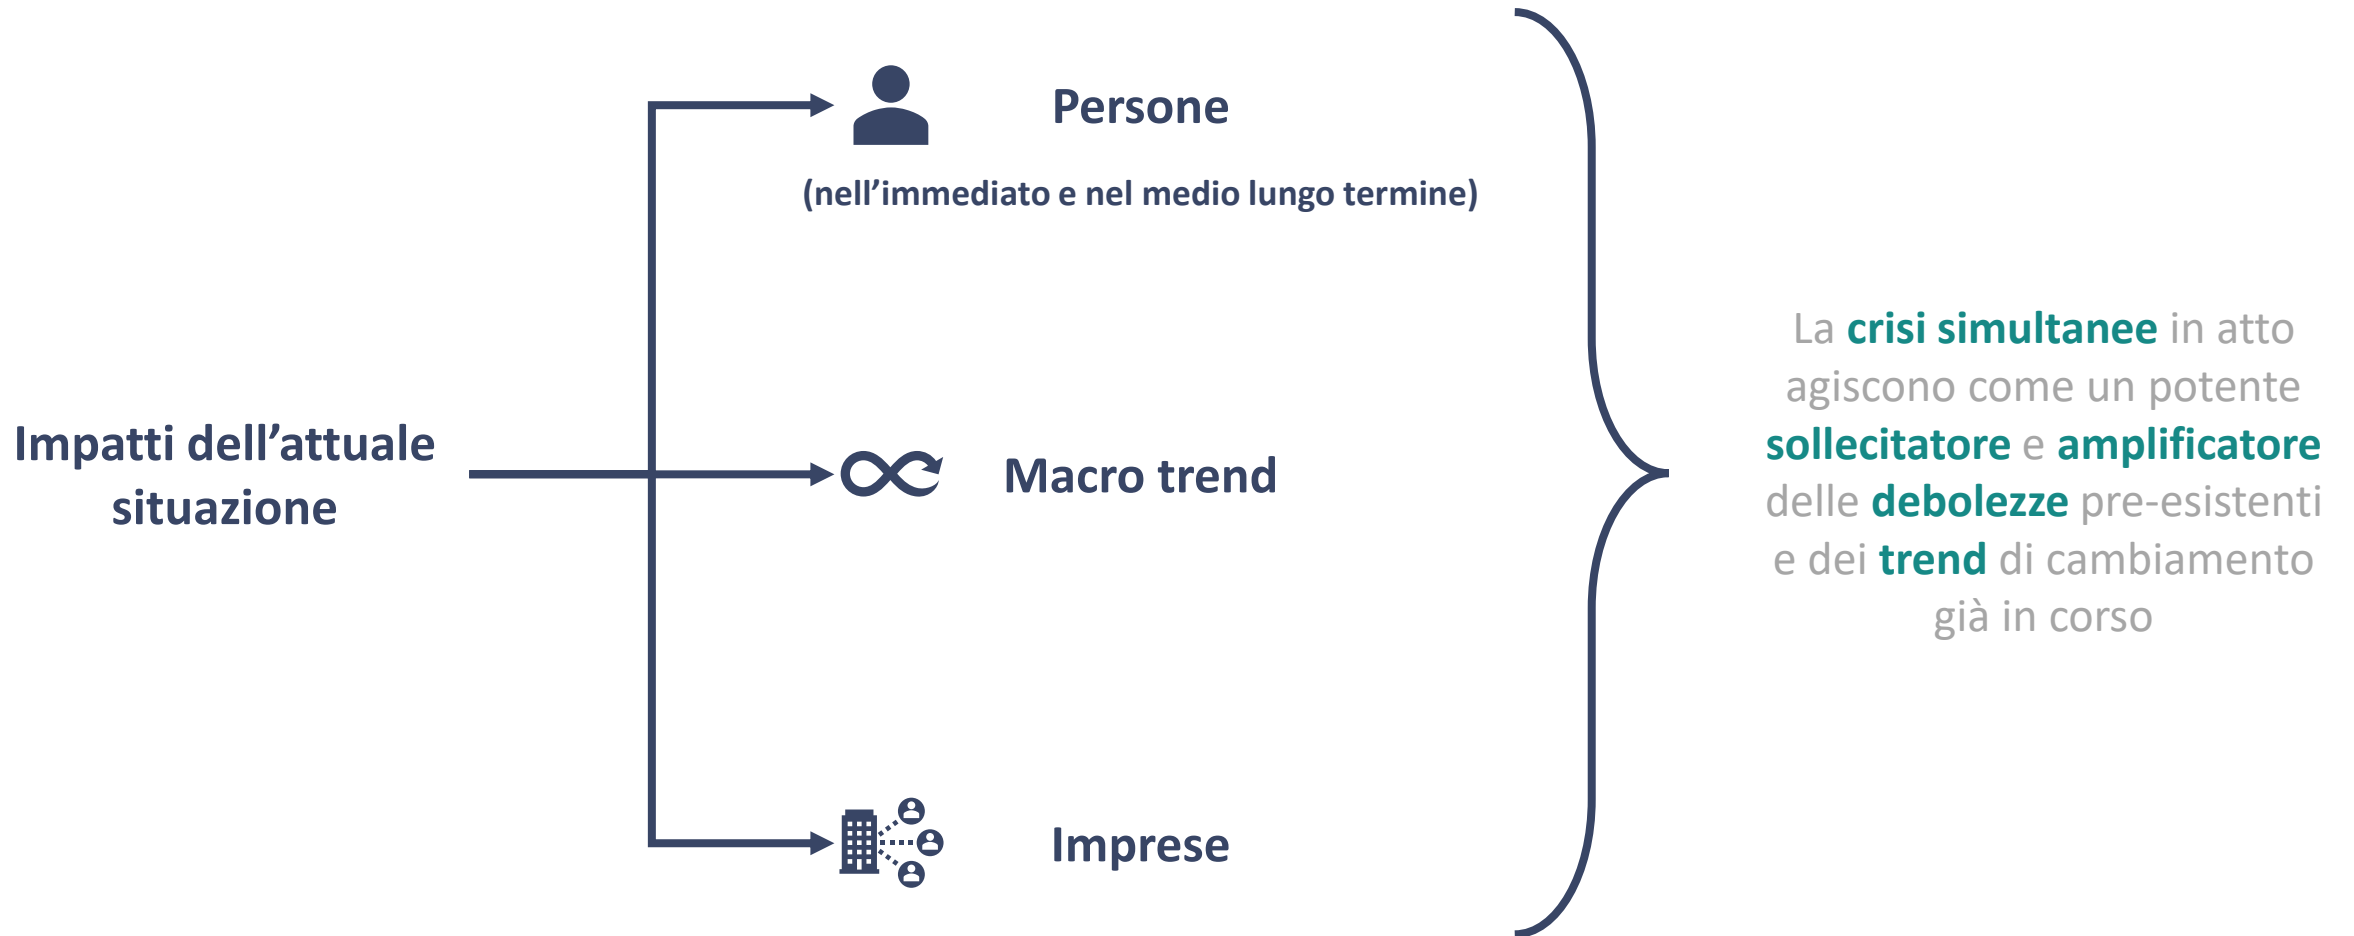 Impatti dell’attuale
situazione
Persone
(nell’immediato e nel medio lungo termine)
Macro trend
Imprese
La crisi simultanee in atto
agiscono come un potente
sollecitatore e amplificatore
delle debolezze pre-esistenti
e dei trend di cambiamento
già in corso